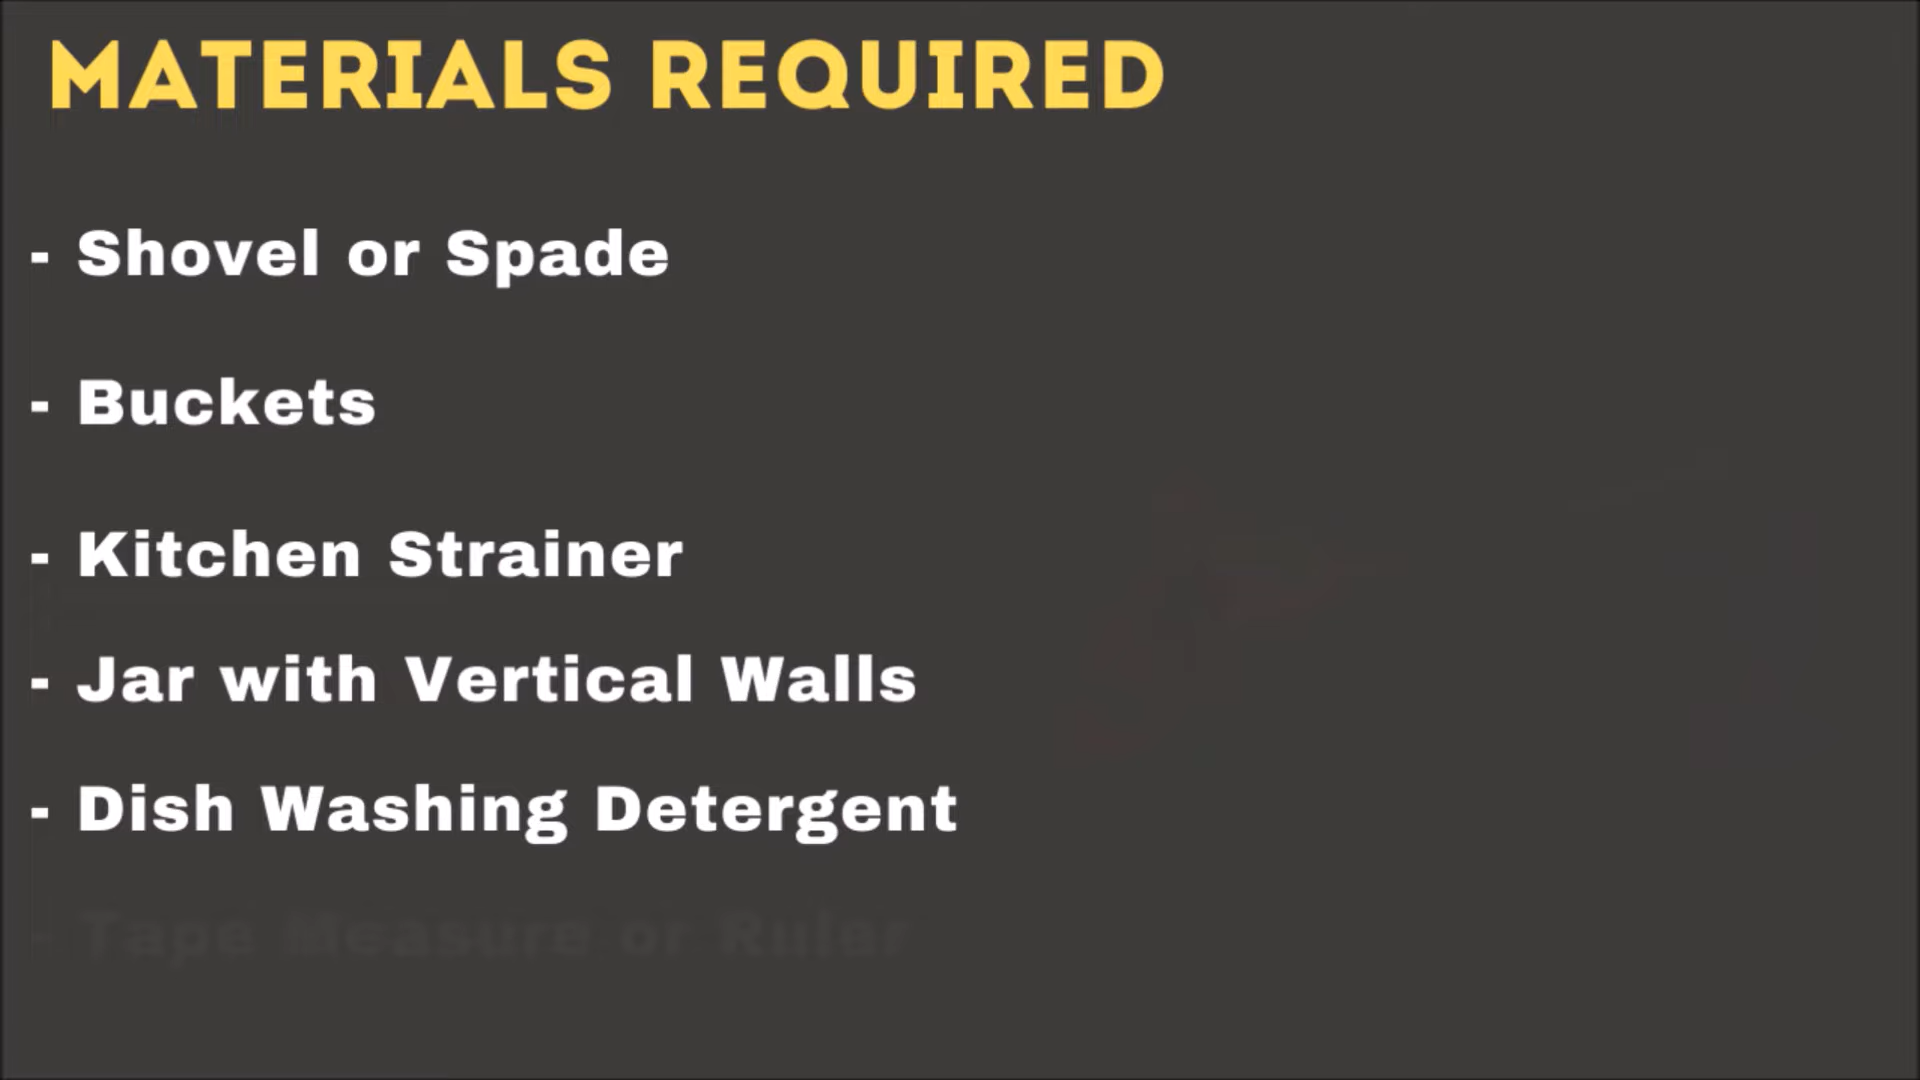 MATERIALS REQUIRED
- Shovel or Spade
- Buckets
- Kitchen Strainer
- Jar with Vertical Walls
- Dish Washing Detergent
- Tape Measure or Ruler